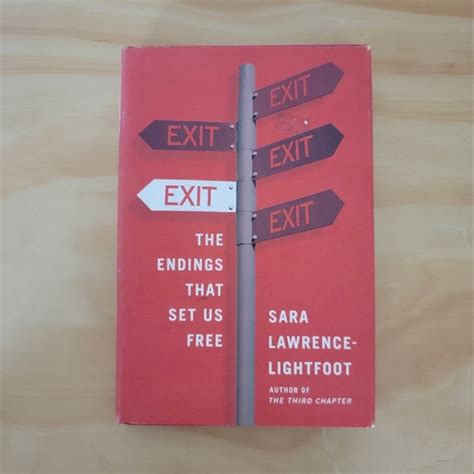 EXIT
EXIT
EXIT
EXIT
EXIT
THE
ENDINGS
THAT
SET US
FREE
SARA
LAWRENCE-
LIGHTFOOT
AUTHOR OF
THE THIRD CHAPTER